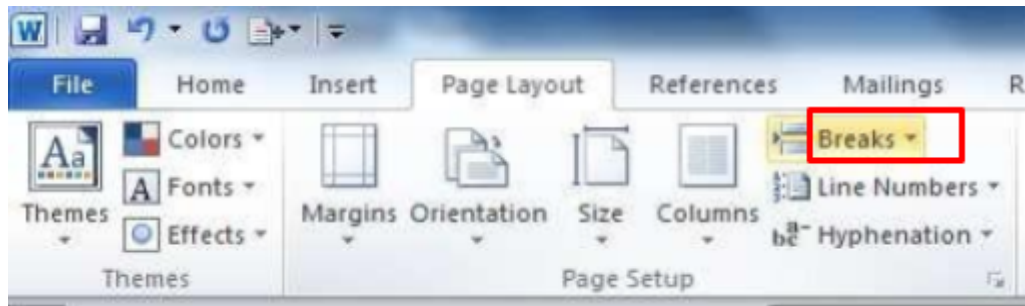 W
File Home Insert Page Layout References Mailings R
Aa Colors Breaks
A Fonts Line Numbers
Themes Effects Margins Orientation Size Columns Hyphenation
Themes Page Setup